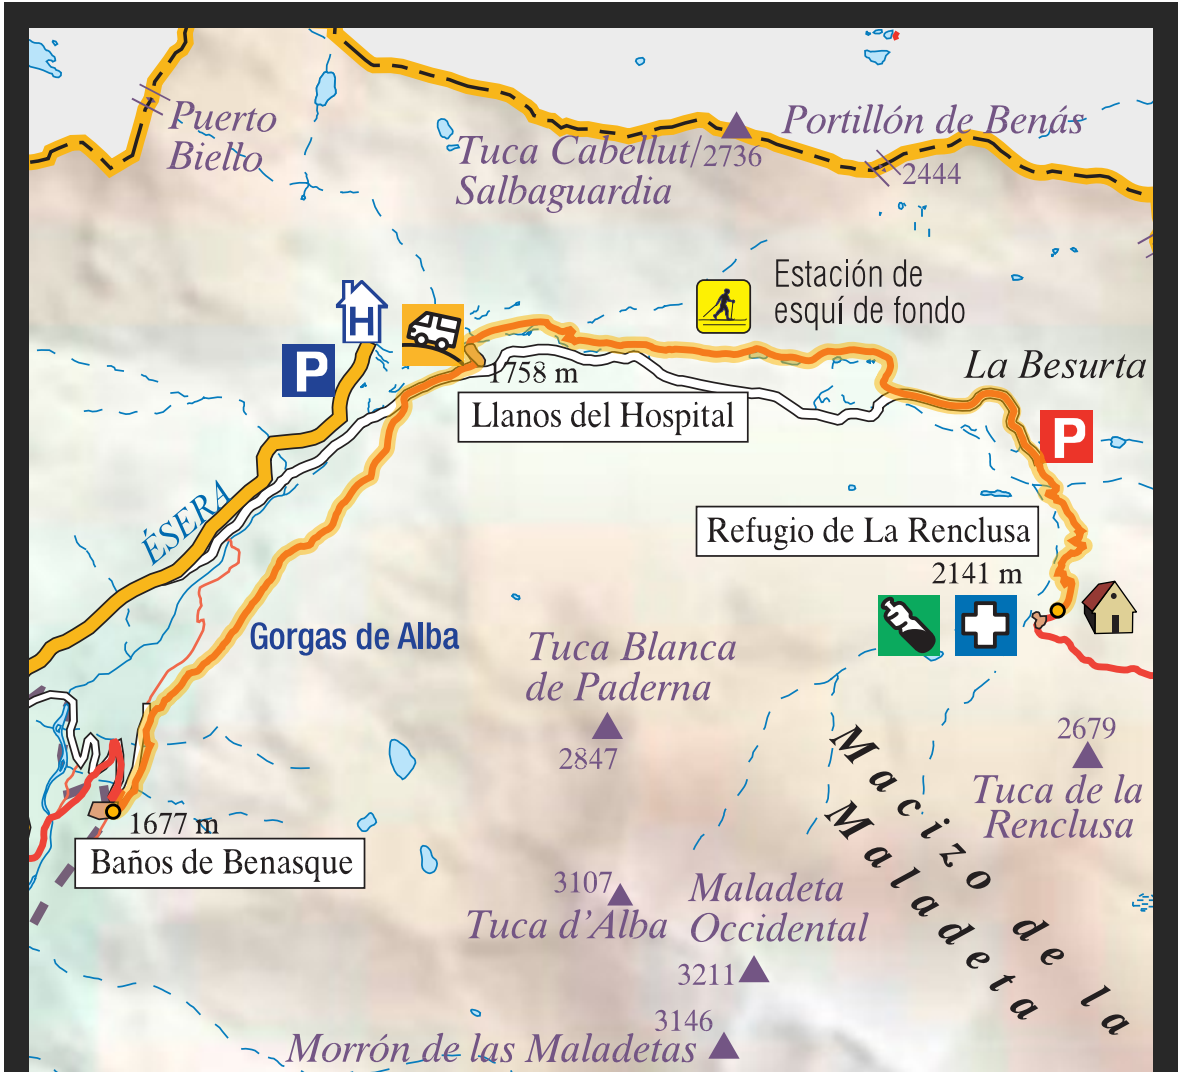 Puerto
Biello
Tuca Cabellut/
Salbaguardia
2736
Portillón de Benás
2444
Estación de
esquí de fondo
H
P
La Besurta
1758 m
Llanos del Hospital
P
ÉSERA
Refugio de La Renclusa
2141 m
Gorgas de Alba
Tuca Blanca
de Paderna
2847
2679
Tuca de la
Renclusa
Macizo de la
Maladeta
1677 m
Baños de Benasque
3107
Tuca d’Alba
Maladeta
Occidental
3211
3146
Morrón de las Maladetas